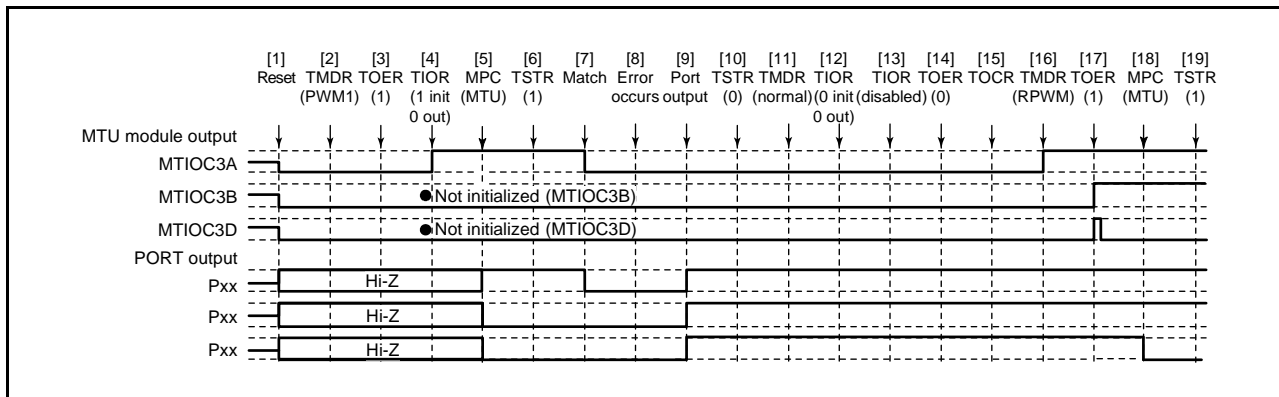 [1] [2] [3] [4] [5] [6] [7] [8] [9] [10] [11] [12] [13] [14] [15] [16] [17] [18] [19]
Reset TMDR TOER TIOR MPC TSTR Match Error Port TSTR TMDR TIOR TIOR TOER TOCR TMDR TOER MPC TSTR
(PWM1) (1) (1 init (MTU) (1) occurs output (0) (normal) (0 init (disabled) (0) (RPWM) (1) (MTU) (1)
0 out) 0 out)
MTU module output
MTIOC3A
MTIOC3B Not initialized (MTIOC3B)
MTIOC3D Not initialized (MTIOC3D)
PORT output
Pxx Hi-Z
Pxx Hi-Z
Pxx Hi-Z